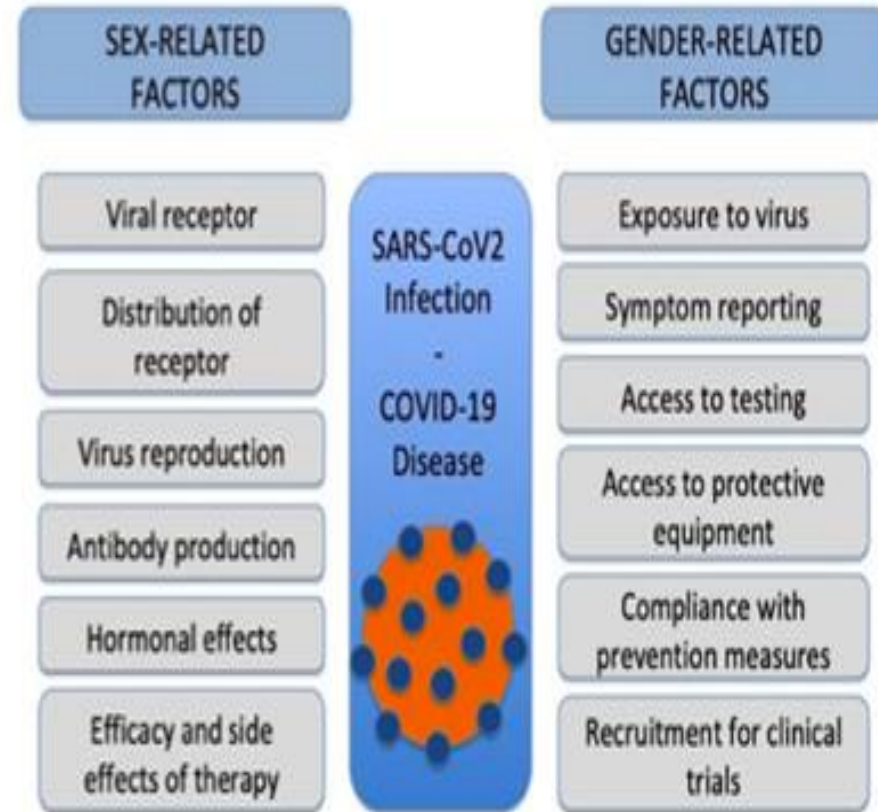 SEX-RELATED
FACTORS
Viral receptor
Distribution of
receptor
Virus reproduction
Antibody production
Hormonal effects
Efficacy and side
effects of therapy
SARS-CoV2
Infection
-
COVID-19
Disease
GENDER-RELATED
FACTORS
Exposure to virus
Symptom reporting
Access to testing
Access to protective
equipment
Compliance with
prevention measures
Recruitment for clinical
trials